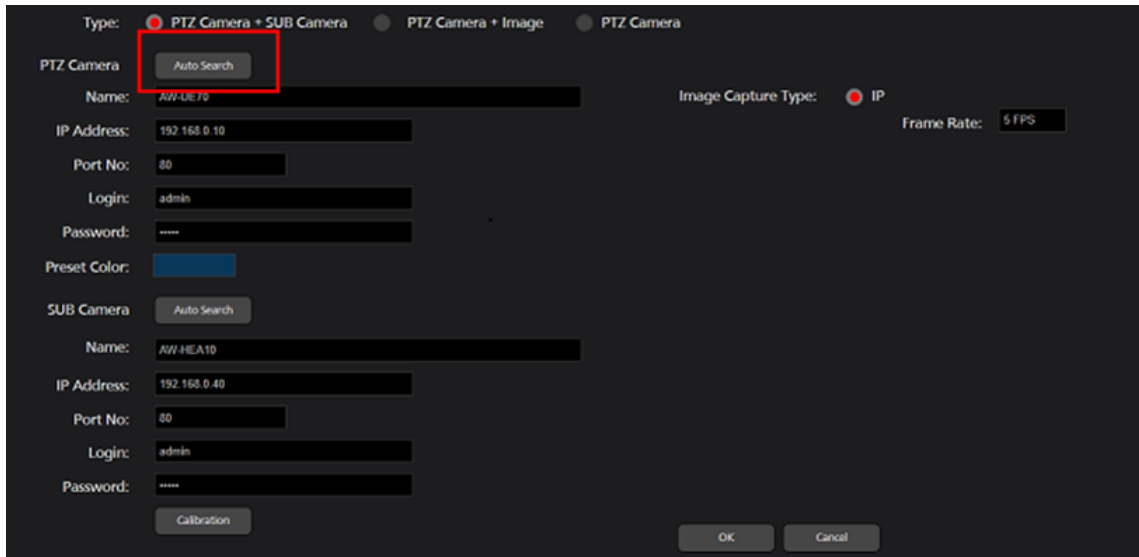 Type: PTZ Camera + SUB Camera PTZ Camera + Image PTZ Camera
PTZ Camera Auto Search
Name: AW-UE70
Image Capture Type: IP
IP Address: 192.168.0.10
Frame Rate: 5 FPS
Port No: 80
Login: admin
Password: •••••
Preset Color:
SUB Camera Auto Search
Name: AW-HEA10
IP Address: 192.168.0.40
Port No: 80
Login: admin
Password: •••••
Calibration
OK Cancel